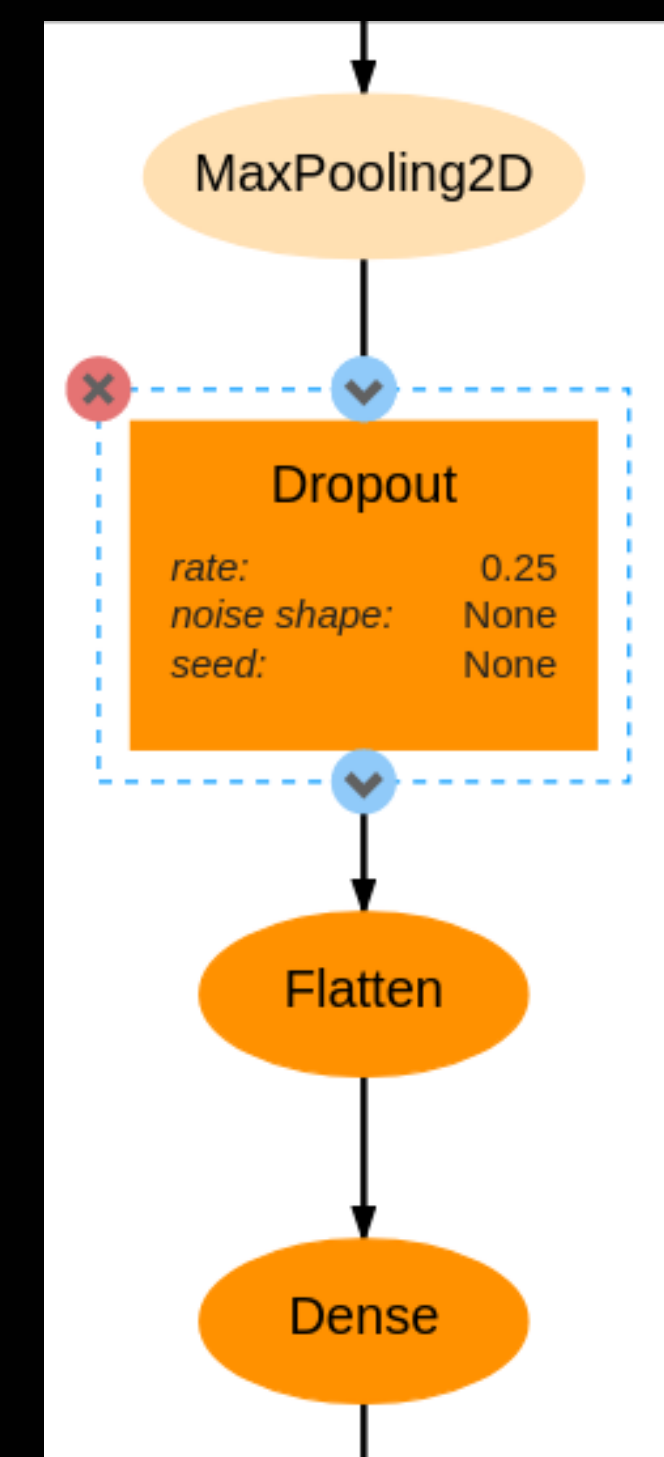 MaxPooling2D
Dropout
rate: 0.25
noise shape: None
seed: None
Flatten
Dense